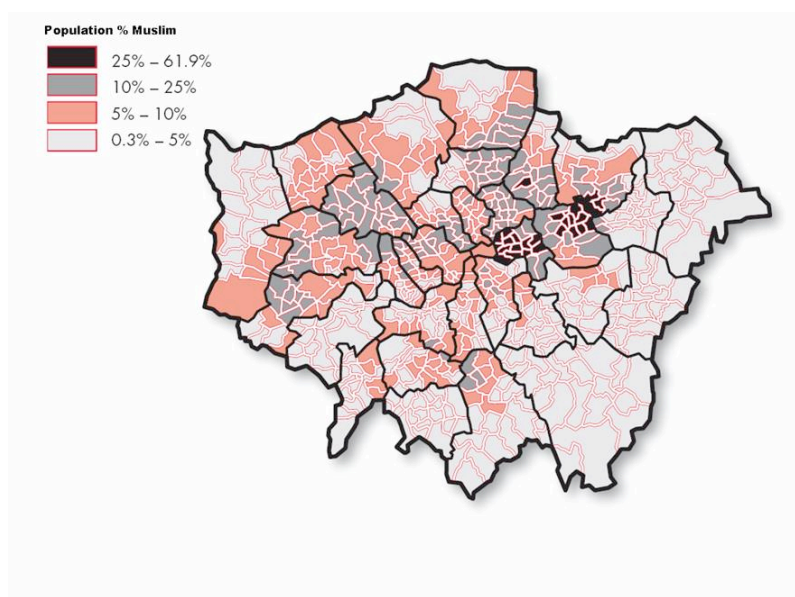 Population % Muslim
25% – 61.9%
10% – 25%
5% – 10%
0.3% – 5%